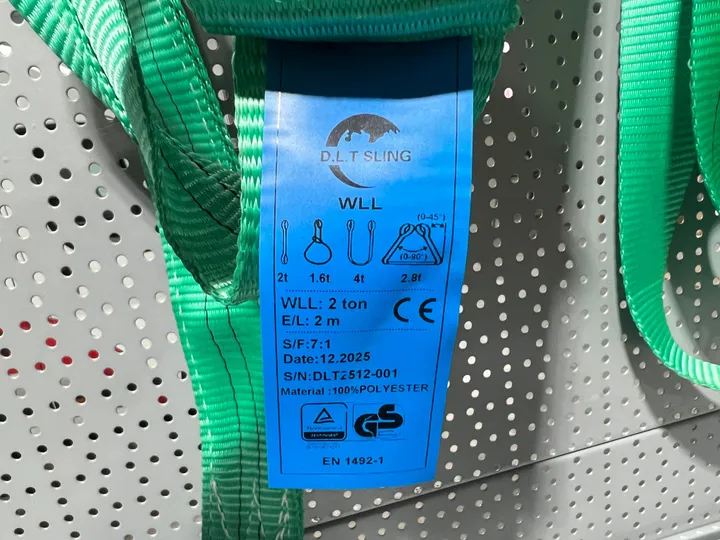 D.L.T SLING
WLL
(0-45°)
(0-90°)
2t 1.6t 4t 2.8t
WLL: 2 ton
E/L: 2 m
CE
S/F:7:1
Date:12.2025
S/N:DLT2512-001
Material :100%POLYESTER
GS
EN 1492-1